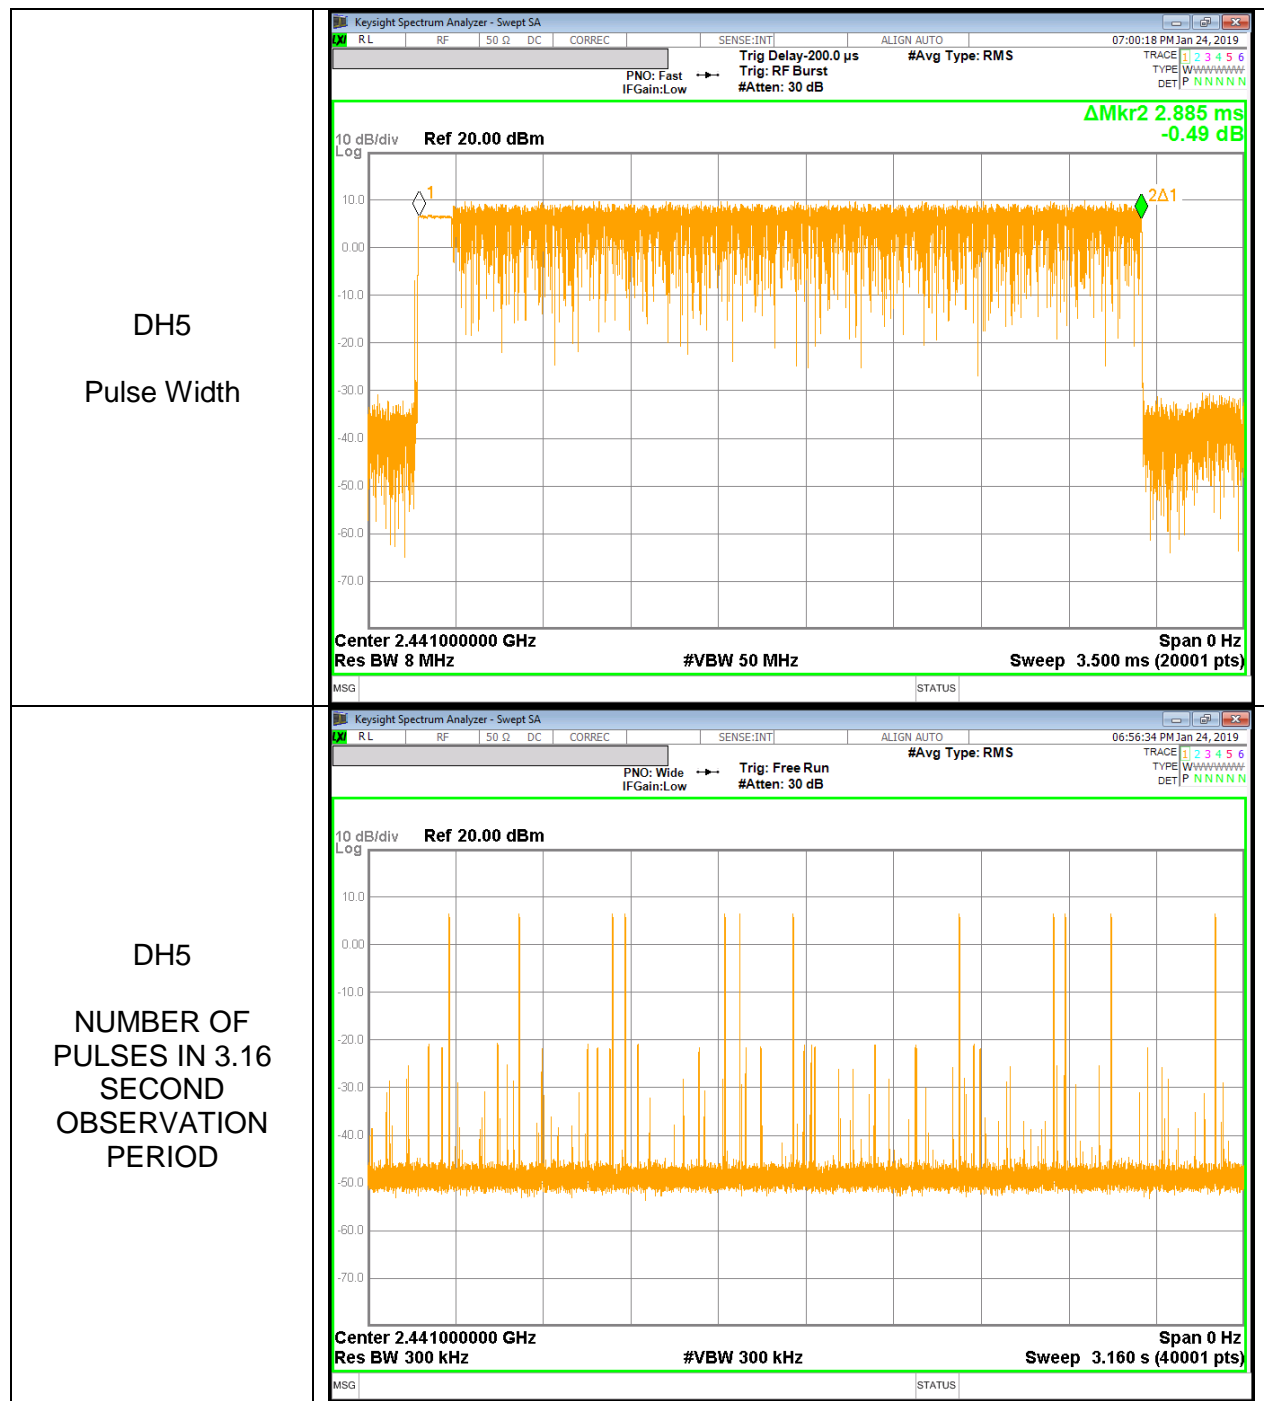 DH5
Pulse Width
Keysight Spectrum Analyzer - Swept SA
LXI RL RF 50 Ω DC CORREC SENSE:INT ALIGN AUTO 07:00:18 PM Jan 24, 2019
Trig Delay-200.0 µs #Avg Type: RMS TRACE 1 2 3 4 5 6
PNO: Fast Trig: RF Burst TYPE WWWWWW
IFGain:Low #Atten: 30 dB DET P N N N N N
ΔMkr2 2.885 ms
-0.49 dB
10 dB/div Ref 20.00 dBm
Log
1
2Δ1
10.0
0.00
-10.0
-20.0
-30.0
-40.0
-50.0
-60.0
-70.0
Center 2.441000000 GHz Span 0 Hz
Res BW 8 MHz #VBW 50 MHz Sweep 3.500 ms (20001 pts)
MSG STATUS
DH5
NUMBER OF
PULSES IN 3.16
SECOND
OBSERVATION
PERIOD
Keysight Spectrum Analyzer - Swept SA
LXI RL RF 50 Ω DC CORREC SENSE:INT ALIGN AUTO 06:56:34 PM Jan 24, 2019
#Avg Type: RMS TRACE 1 2 3 4 5 6
PNO: Wide Trig: Free Run TYPE WWWWWW
IFGain:Low #Atten: 30 dB DET P N N N N N
10 dB/div Ref 20.00 dBm
Log
10.0
0.00
-10.0
-20.0
-30.0
-40.0
-50.0
-60.0
-70.0
Center 2.441000000 GHz Span 0 Hz
Res BW 300 kHz #VBW 300 kHz Sweep 3.160 s (40001 pts)
MSG STATUS